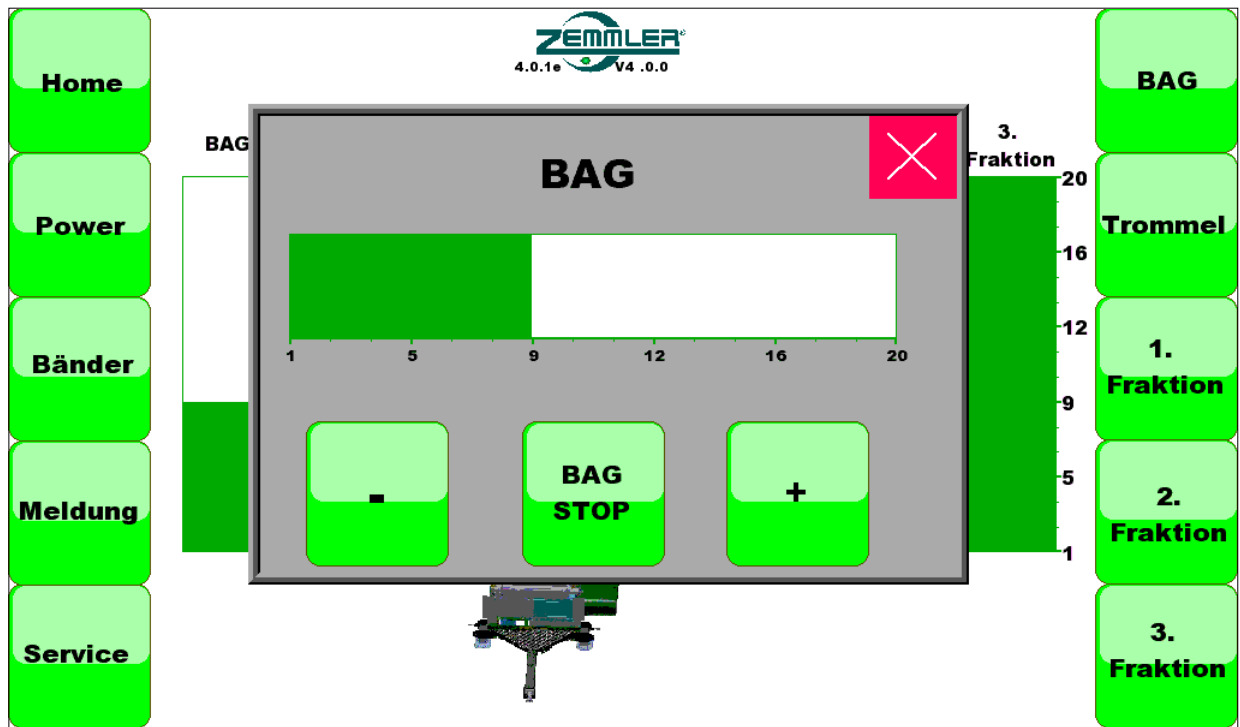 Home
Power
Bänder
Meldung
Service
ZEMMLER®
4.0.1e V4 .0.0
BAG
3.
Fraktion
20
16
12
9
5
1
BAG
1 5 9 12 16 20
-
BAG
STOP
+
BAG
Trommel
1.
Fraktion
2.
Fraktion
3.
Fraktion